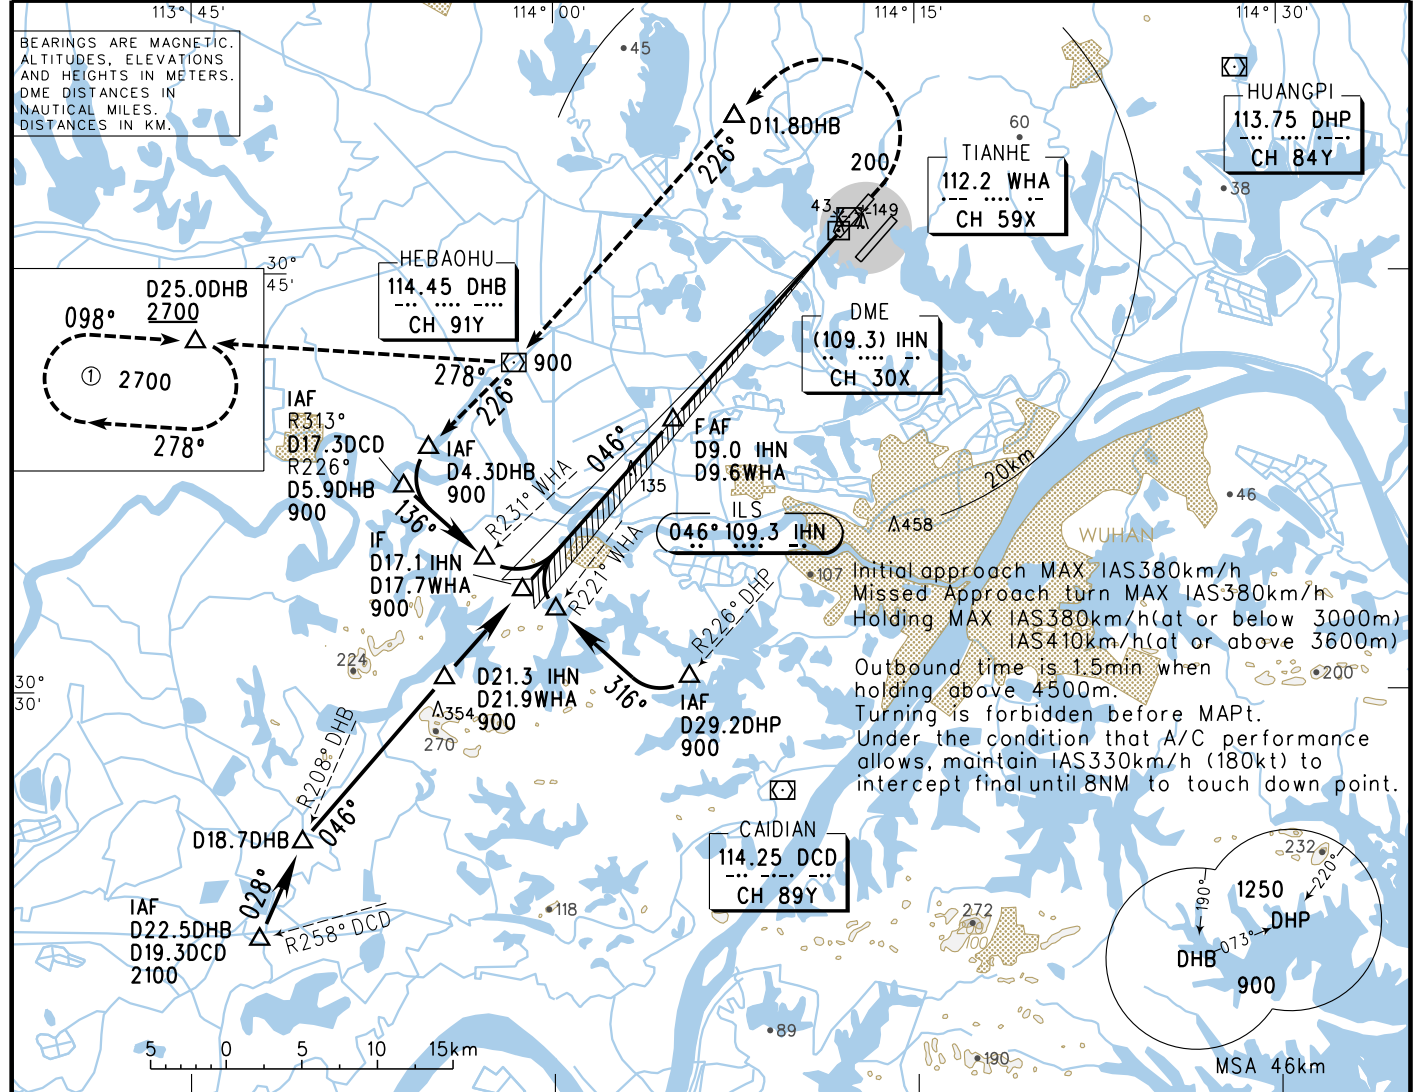 113° 45'
114° 00'
114° 15'
114° 30'
BEARINGS ARE MAGNETIC.
ALTITUDES, ELEVATIONS
AND HEIGHTS IN METERS.
DME DISTANCES IN
NAUTICAL MILES.
DISTANCES IN KM.
45
D11.8DHB
226°
200
60
HUANGPI
113.75 DHP
CH 84Y
38
TIANHE
112.2 WHA
CH 59X
43
149
30°
45'
HEBAOHU
114.45 DHB
CH 91Y
DME
(109.3) IHN
CH 30X
D25.0DHB
2700
098°
① 2700
278°
278°
900
226°
IAF
R313°
D17.3DCD
R226°
D5.9DHB
900
IAF
D4.3DHB
900
136°
R231° WHA
046°
135
FAF
D9.0 IHN
D9.6WHA
ILS
046° 109.3 IHN
20km
458
46
WUHAN
107
IF
D17.1 IHN
D17.7WHA
900
R221° WHA
R226° DHP
Initial approach MAX IAS380km/h
Missed Approach turn MAX IAS380km/h
Holding MAX IAS380km/h(at or below 3000m)
IAS410km/h(at or above 3600m)
Outbound time is 1.5min when
holding above 4500m.
Turning is forbidden before MAPt.
Under the condition that A/C performance
allows, maintain IAS330km/h (180kt) to
intercept final until 8NM to touch down point.
200
30°
30'
224
D21.3 IHN
D21.9WHA
900
354
270
316°
IAF
D29.2DHP
900
R208° DHB
D18.7DHB
046°
028°
IAF
D22.5DHB
D19.3DCD
2100
R258° DCD
CAIDIAN
114.25 DCD
CH 89Y
118
272
200
100
89
190
232
190°
220°
1250
DHP
073°
DHB
900
MSA 46km
5 0 5 10 15km